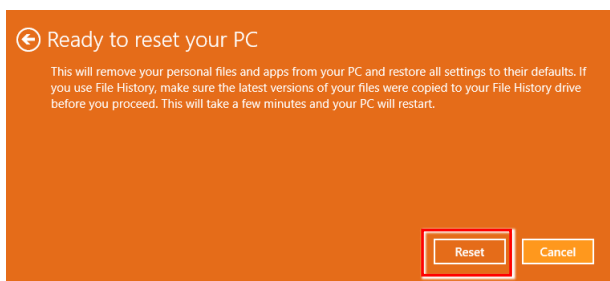 Ready to reset your PC
This will remove your personal files and apps from your PC and restore all settings to their defaults. If
you use File History, make sure the latest versions of your files were copied to your File History drive
before you proceed. This will take a few minutes and your PC will restart.
Reset
Cancel